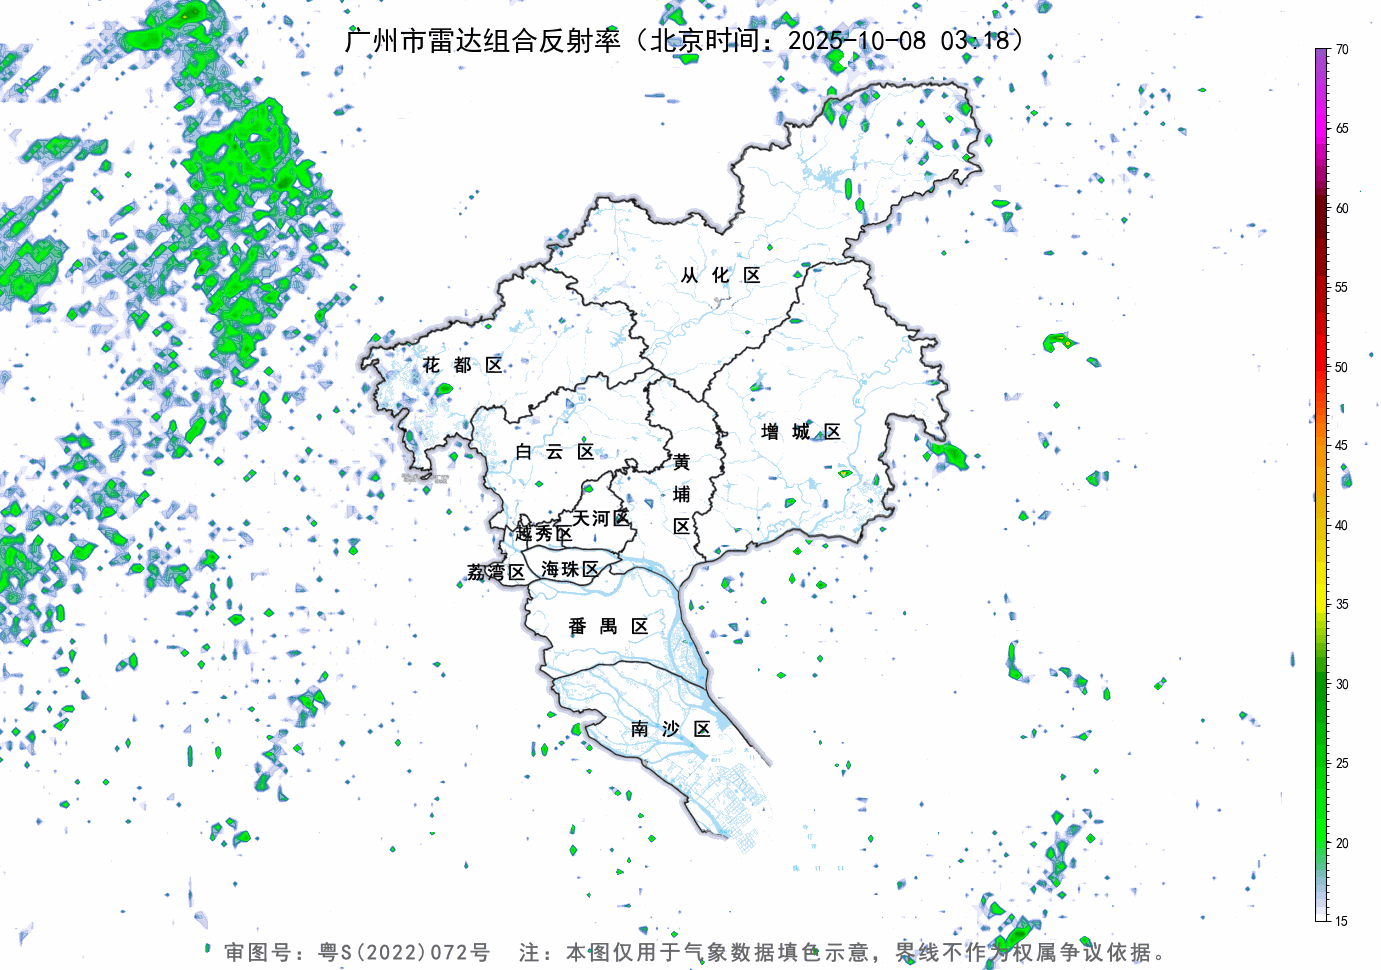 广州市雷达组合反射率（北京时间：2025-10-08 03:18）
70
65
60
55
50
45
40
35
30
25
20
15
从化区
花都区
增城区
白云区
黄埔区
天河区
越秀区
海珠区
荔湾区
番禺区
南沙区
审图号：粤S(2022)072号 注：本图仅用于气象数据填色示意，界线不作为权属争议依据。